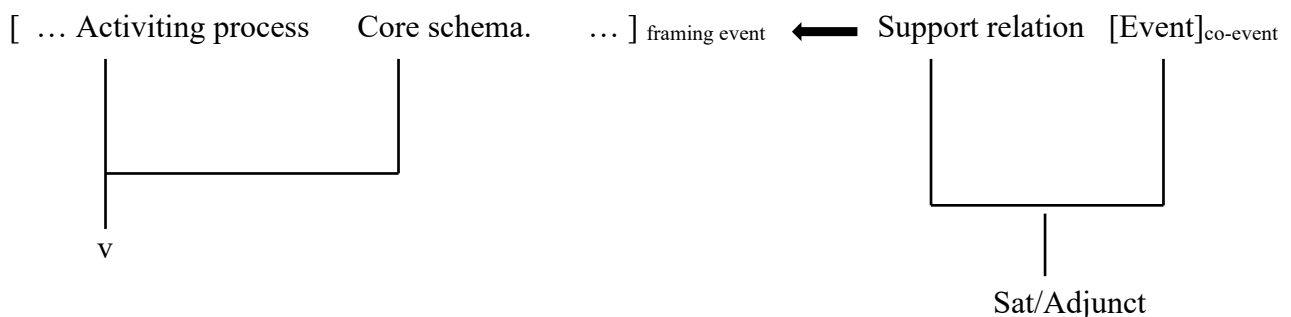 [ … Activiting process Core schema. … ] framing event Support relation [Event]co-event
v
Sat/Adjunct